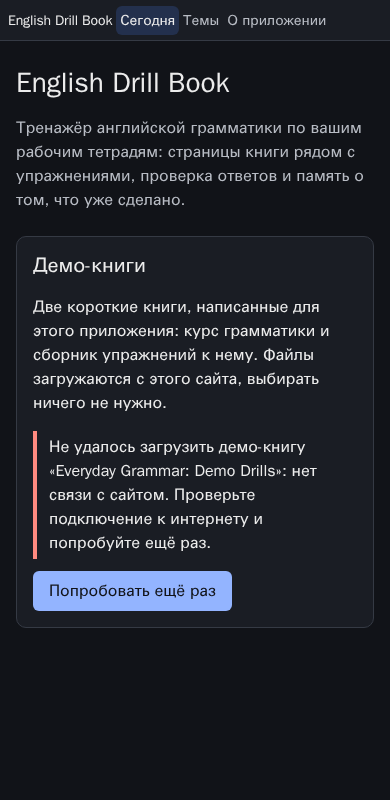 English Drill Book Сегодня Темы О приложении
English Drill Book
Тренажёр английской грамматики по вашим
рабочим тетрадям: страницы книги рядом с
упражнениями, проверка ответов и память о
том, что уже сделано.
Демо-книги
Две короткие книги, написанные для
этого приложения: курс грамматики и
сборник упражнений к нему. Файлы
загружаются с этого сайта, выбирать
ничего не нужно.
Не удалось загрузить демо-книгу
«Everyday Grammar: Demo Drills»: нет
связи с сайтом. Проверьте
подключение к интернету и
попробуйте ещё раз.
Попробовать ещё раз